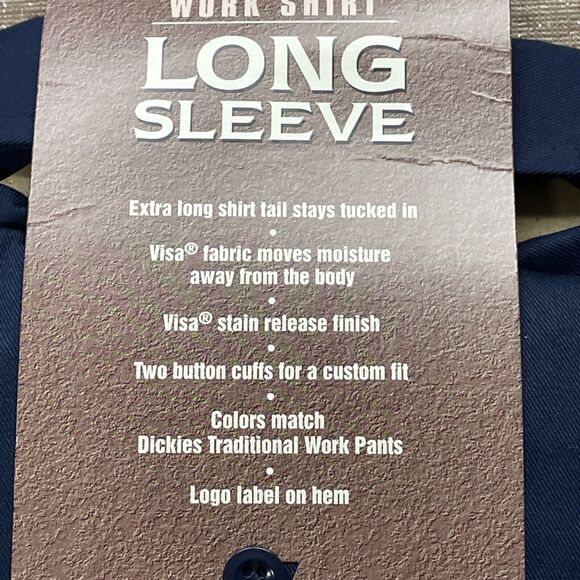 WORK SHIRT
LONG
SLEEVE
Extra long shirt tail stays tucked in
•
Visa® fabric moves moisture
away from the body
•
Visa® stain release finish
•
Two button cuffs for a custom fit
•
Colors match
Dickies Traditional Work Pants
•
Logo label on hem